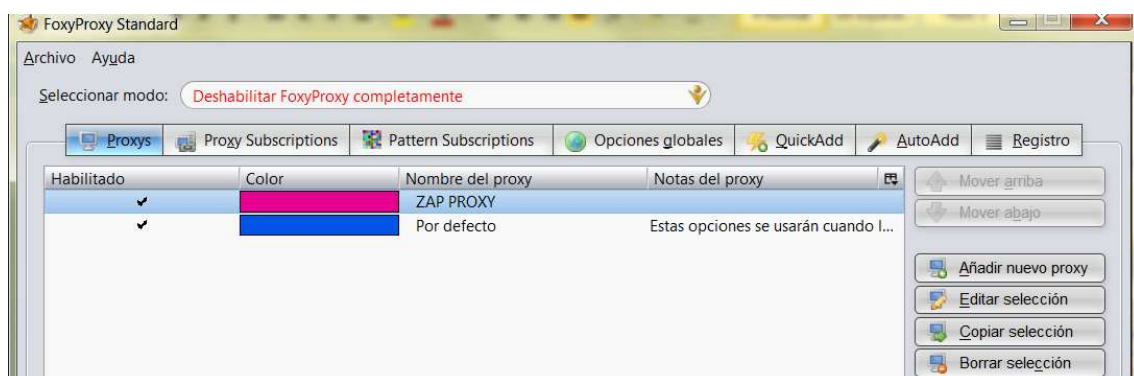 FoxyProxy Standard
Archivo Ayuda
Seleccionar modo: Deshabilitar FoxyProxy completamente
Proxys Proxy Subscriptions Pattern Subscriptions Opciones globales QuickAdd AutoAdd Registro
Habilitado Color Nombre del proxy Notas del proxy
Mover arriba
ZAP PROXY
Mover abajo
Por defecto Estas opciones se usarán cuando l...
Añadir nuevo proxy
Editar selección
Copiar selección
Borrar selección